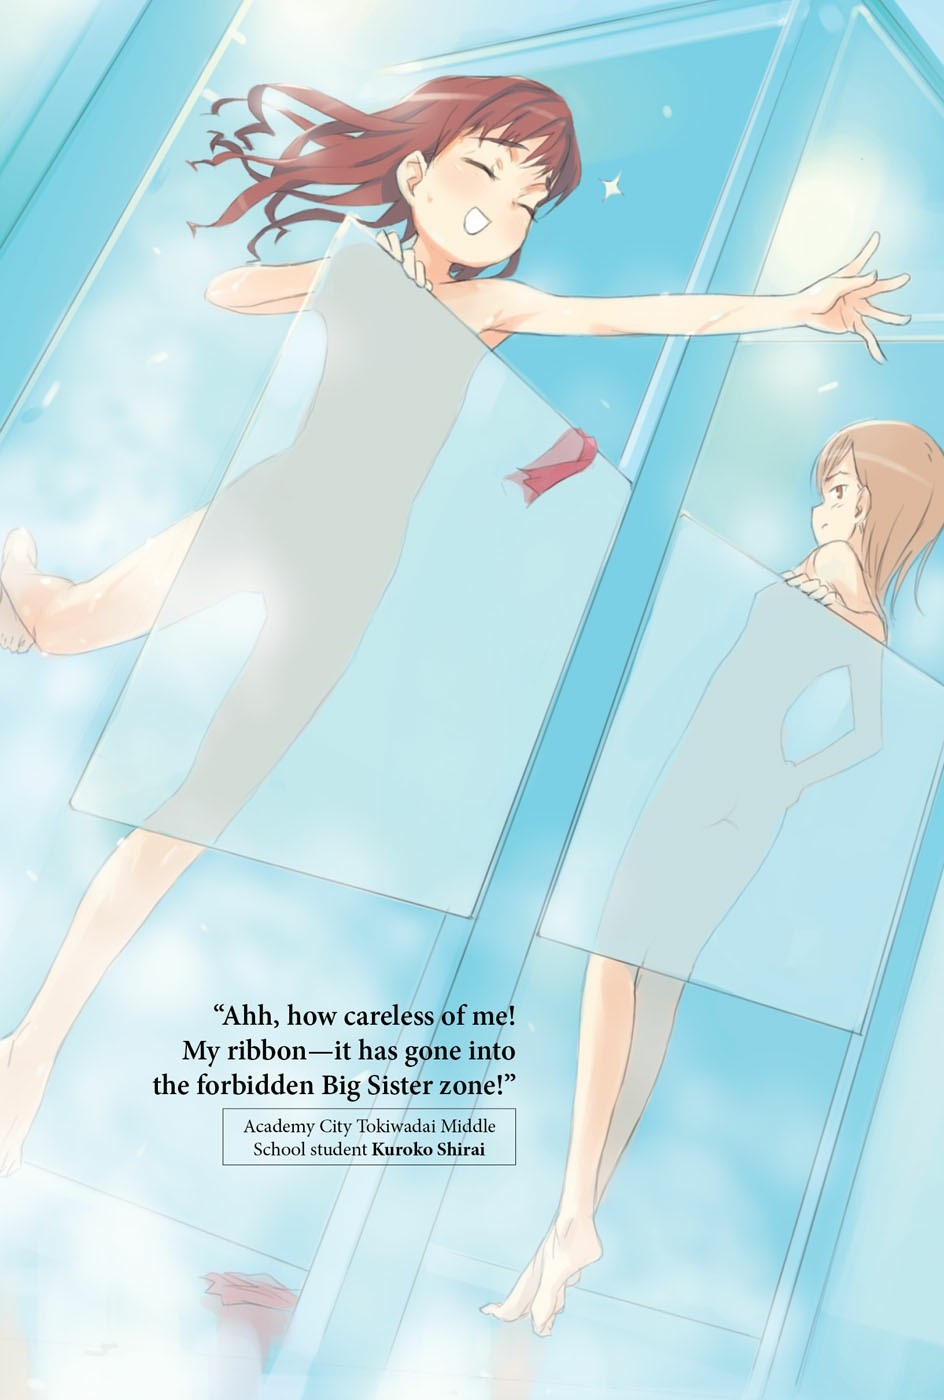 “Ahh, how careless of me!
My ribbon—it has gone into
the forbidden Big Sister zone!”
Academy City Tokiwadai Middle
School student Kuroko Shirai